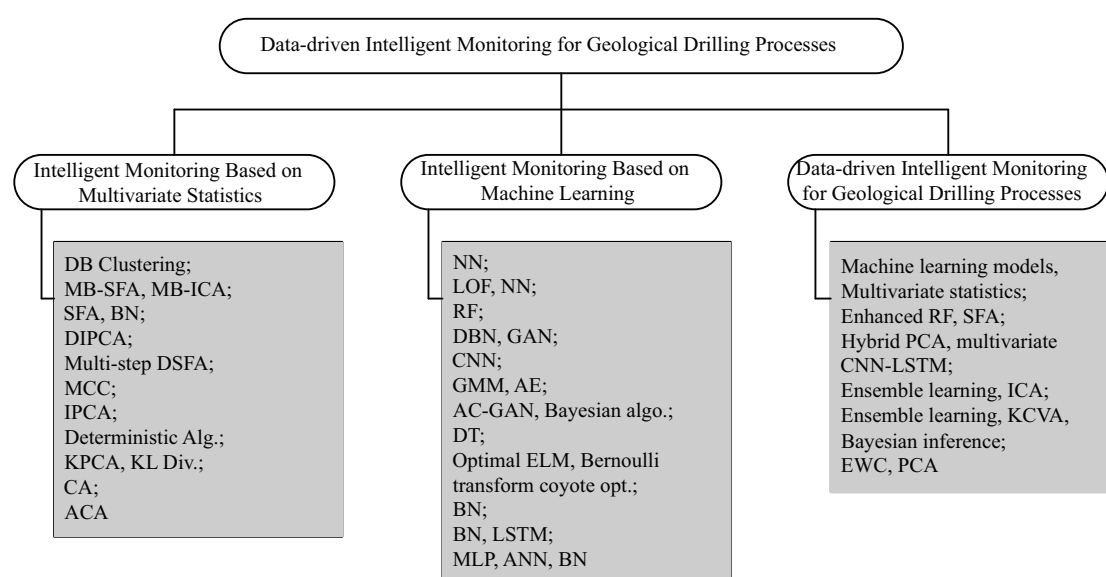 Data-driven Intelligent Monitoring for Geological Drilling Processes
Intelligent Monitoring Based on
Multivariate Statistics
DB Clustering;
MB-SFA, MB-ICA;
SFA, BN;
DIPCA;
Multi-step DSFA;
MCC;
IPCA;
Deterministic Alg.;
KPCA, KL Div.;
CA;
ACA
Intelligent Monitoring Based on
Machine Learning
NN;
LOF, NN;
RF;
DBN, GAN;
CNN;
GMM, AE;
AC-GAN, Bayesian algo.;
DT;
Optimal ELM, Bernoulli
transform coyote opt.;
BN;
BN, LSTM;
MLP, ANN, BN
Data-driven Intelligent Monitoring
for Geological Drilling Processes
Machine learning models,
Multivariate statistics;
Enhanced RF, SFA;
Hybrid PCA, multivariate
CNN-LSTM;
Ensemble learning, ICA;
Ensemble learning, KCVA,
Bayesian inference;
EWC, PCA